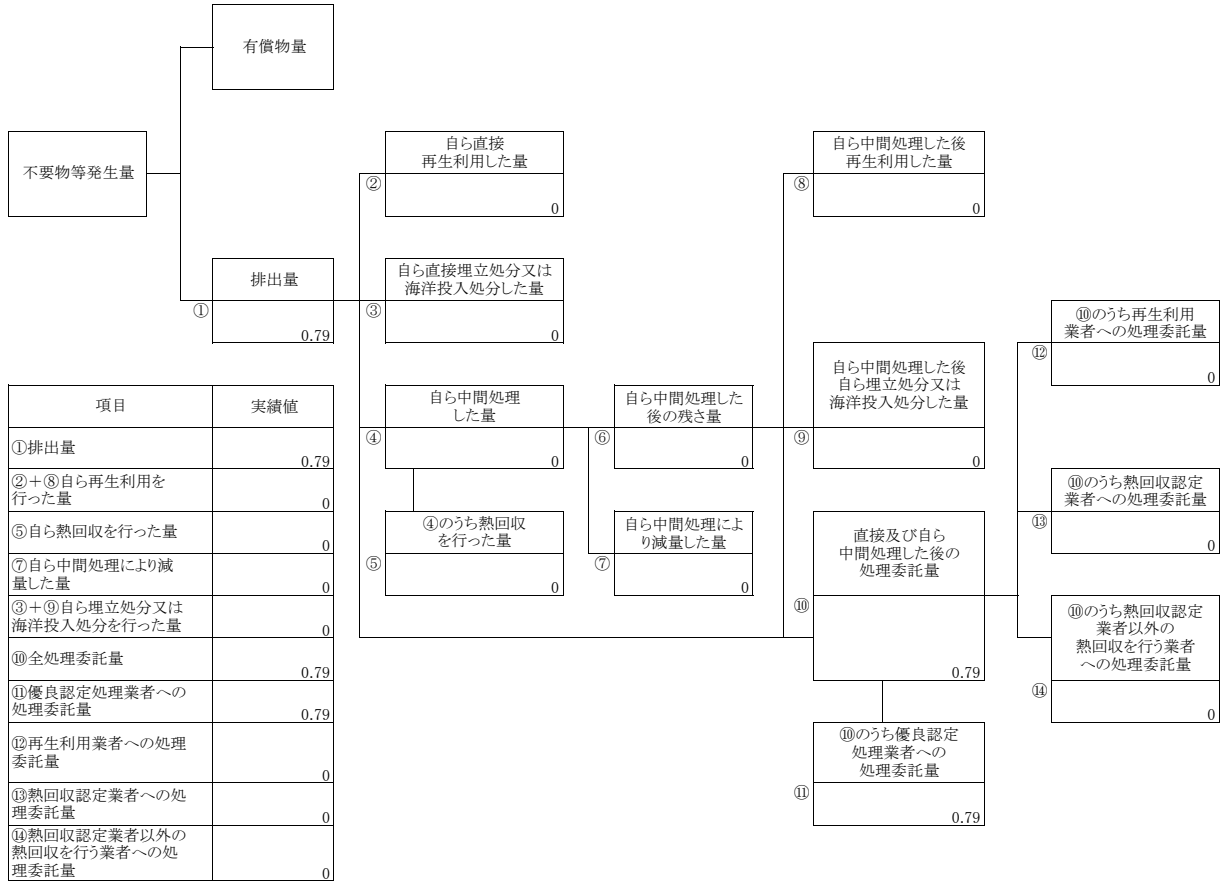 有償物量
不要物等発生量
排出量
①
0.79
自ら直接
再生利用した量
②
0
自ら直接埋立処分又は
海洋投入処分した量
③
0
自ら中間処理
した量
④
0
④のうち熱回収
を行った量
⑤
0
自ら中間処理した
後の残さ量
⑥
0
自ら中間処理によ
り減量した量
⑦
0
自ら中間処理した後
再生利用した量
⑧
0
自ら中間処理した後
自ら埋立処分又は
海洋投入処分した量
⑨
0
直接及び自ら
中間処理した後の
処理委託量
⑩
0.79
⑩のうち優良認定
処理業者への
処理委託量
⑪
0.79
⑩のうち再生利用
業者への処理委託量
⑫
0
⑩のうち熱回収認定
業者への処理委託量
⑬
0
⑩のうち熱回収認定
業者以外の
熱回収を行う業者
への処理委託量
⑭
0
項目 実績値
①排出量
0.79
②＋⑧自ら再生利用を
行った量
0
⑤自ら熱回収を行った量
0
⑦自ら中間処理により減
量した量
0
③＋⑨自ら埋立処分又は
海洋投入処分を行った量
0
⑩全処理委託量
0.79
⑪優良認定処理業者への
処理委託量
0.79
⑫再生利用業者への処理
委託量
0
⑬熱回収認定業者への処
理委託量
0
⑭熱回収認定業者以外の
熱回収を行う業者への処
理委託量
0